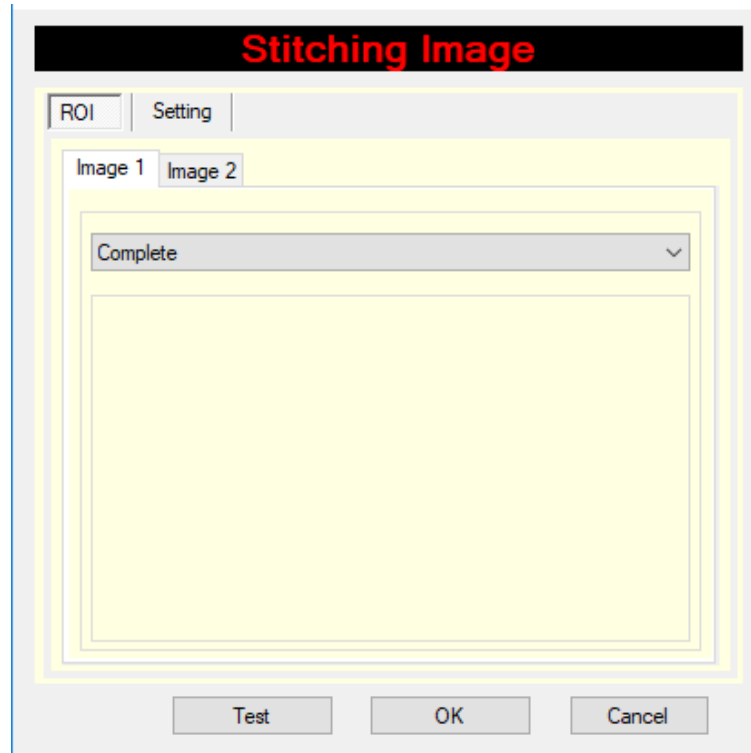 Stitching Image
ROI Setting
Image 1 Image 2
Complete
Test OK Cancel